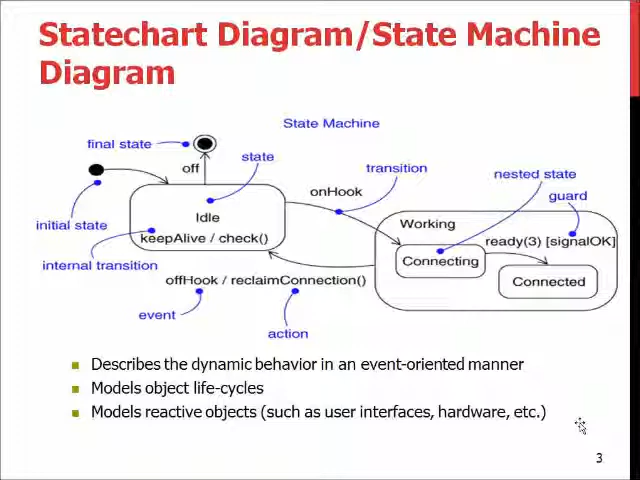 Statechart Diagram/State Machine
Diagram
State Machine
final state
state
off
transition
onHook
nested state
guard
initial state
Idle
keepAlive / check()
Working
ready(3) [signalOK]
internal transition
Connecting
Connected
offHook / reclaimConnection()
event
action
Describes the dynamic behavior in an event-oriented manner
Models object life-cycles
Models reactive objects (such as user interfaces, hardware, etc.)
3